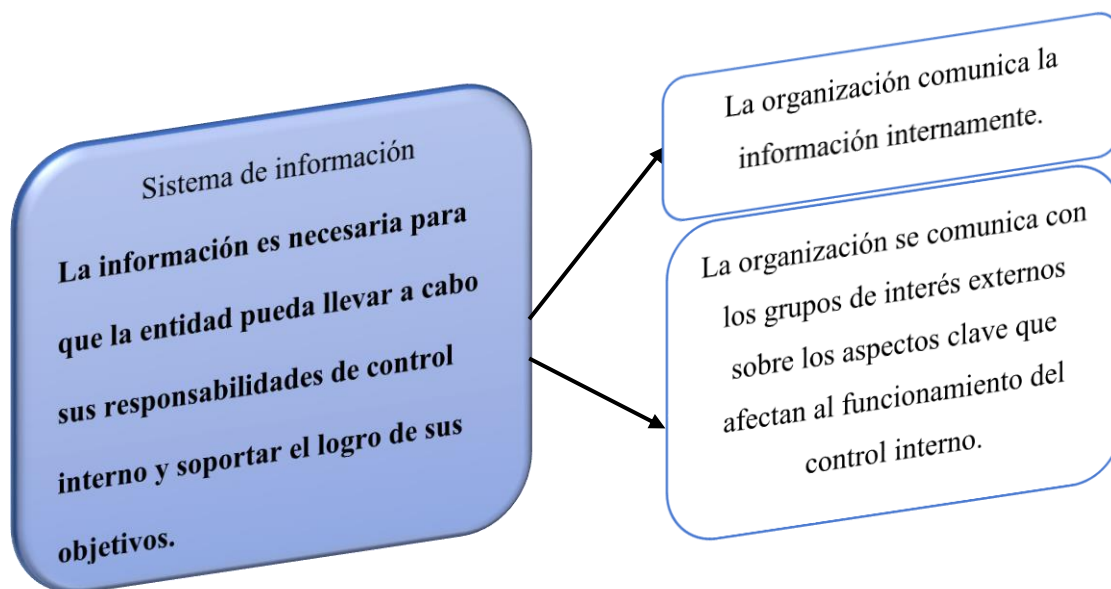 Sistema de información
La información es necesaria para
que la entidad pueda llevar a cabo
sus responsabilidades de control
interno y soportar el logro de sus
objetivos.
La organización comunica la
información internamente.
La organización se comunica con
los grupos de interés externos
sobre los aspectos clave que
afectan al funcionamiento del
control interno.